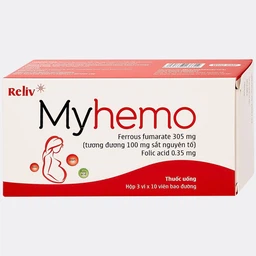 Reliv
Myhemo
Ferrous fumarate 305 mg
(tương đương 100 mg sắt nguyên tố)
Folic acid 0.35 mg
Thuốc uống
Hộp 3 vỉ x 10 viên bao đường